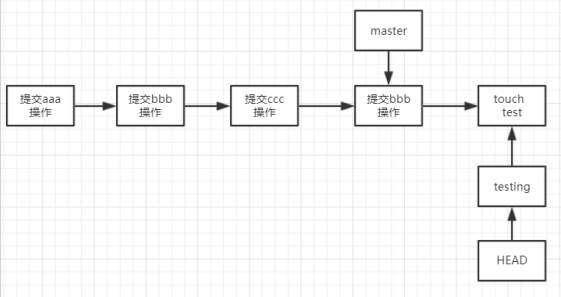 master
提交aaa
操作
提交bbb
操作
提交ccc
操作
提交bbb
操作
touch
test
testing
HEAD